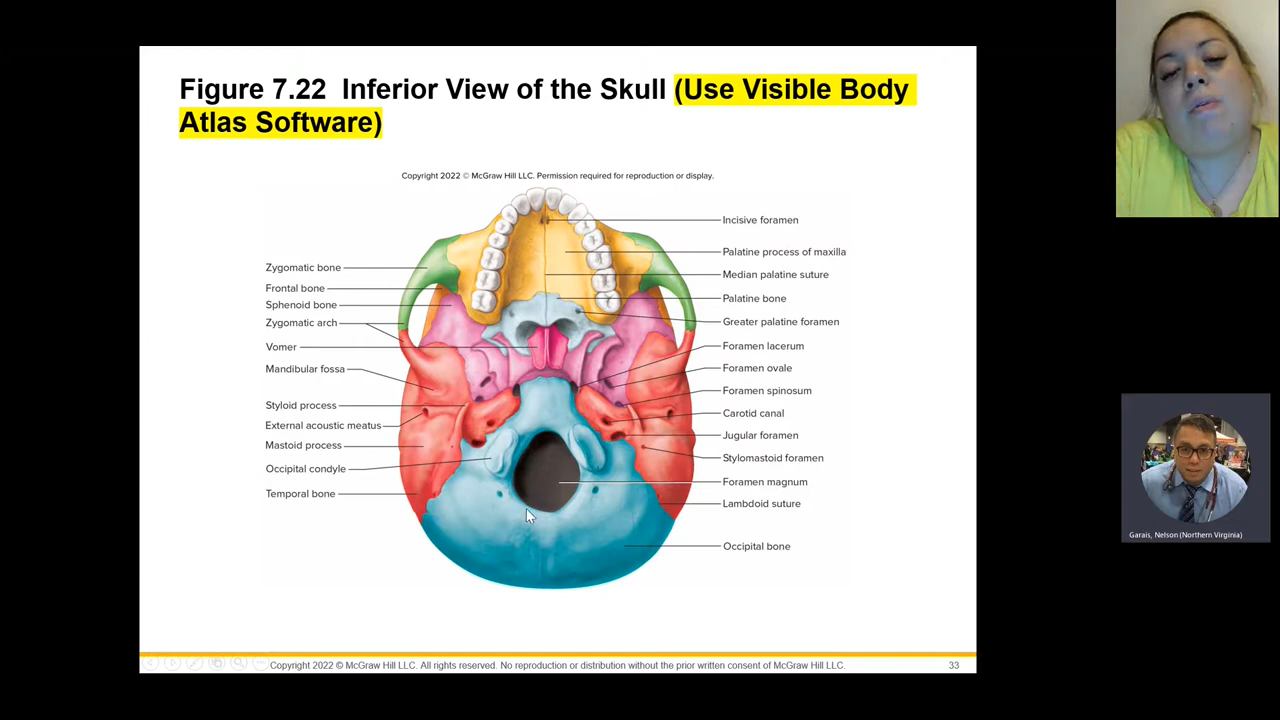 Figure 7.22 Inferior View of the Skull (Use Visible Body
Atlas Software)
Copyright 2022 © McGraw Hill LLC. Permission required for reproduction or display.
Zygomatic bone
Frontal bone
Sphenoid bone
Zygomatic arch
Vomer
Mandibular fossa
Styloid process
External acoustic meatus
Mastoid process
Occipital condyle
Temporal bone
Incisive foramen
Palatine process of maxilla
Median palatine suture
Palatine bone
Greater palatine foramen
Foramen lacerum
Foramen ovale
Foramen spinosum
Carotid canal
Jugular foramen
Stylomastoid foramen
Foramen magnum
Lambdoid suture
Occipital bone
Copyright 2022 © McGraw Hill LLC. All rights reserved. No reproduction or distribution without the prior written consent of McGraw Hill LLC.
33
Garais, Nelson (Northern Virginia)